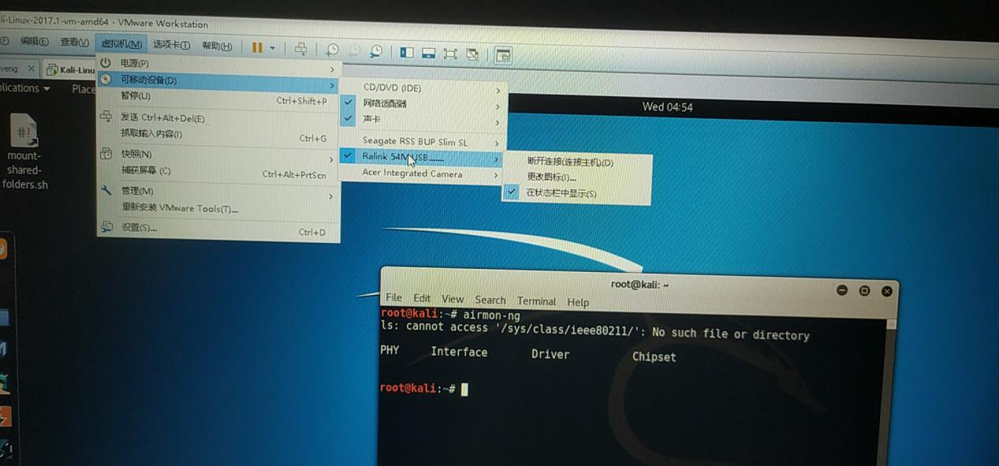 li-Linux-2017.1-vm-amd64 - VMware Workstation
(F) 编辑(E) 查看(V) 虚拟机(M) 选项卡(T) 帮助(H)
veng × Kali-Linu
plications Place
Wed 04:54
电源(P)
可移动设备(D)
暂停(U) Ctrl+Shift+P
发送 Ctrl+Alt+Del(E)
抓取输入内容(I) Ctrl+G
快照(N)
捕获屏幕 (C) Ctrl+Alt+PrtScn
管理(M)
重新安装 VMware Tools(T)...
设置(S)... Ctrl+D
CD/DVD (IDE)
网络适配器
声卡
Seagate RSS BUP Slim SL
Ralink 54M USB.......
Acer Integrated Camera
断开连接(连接主机)(D)
更改图标(I)...
在状态栏中显示(S)
#!
mount-
shared-
folders.sh
root@kali: ~
File Edit View Search Terminal Help
root@kali:~# airmon-ng
ls: cannot access '/sys/class/ieee80211/': No such file or directory
PHY Interface Driver Chipset
root@kali:~#